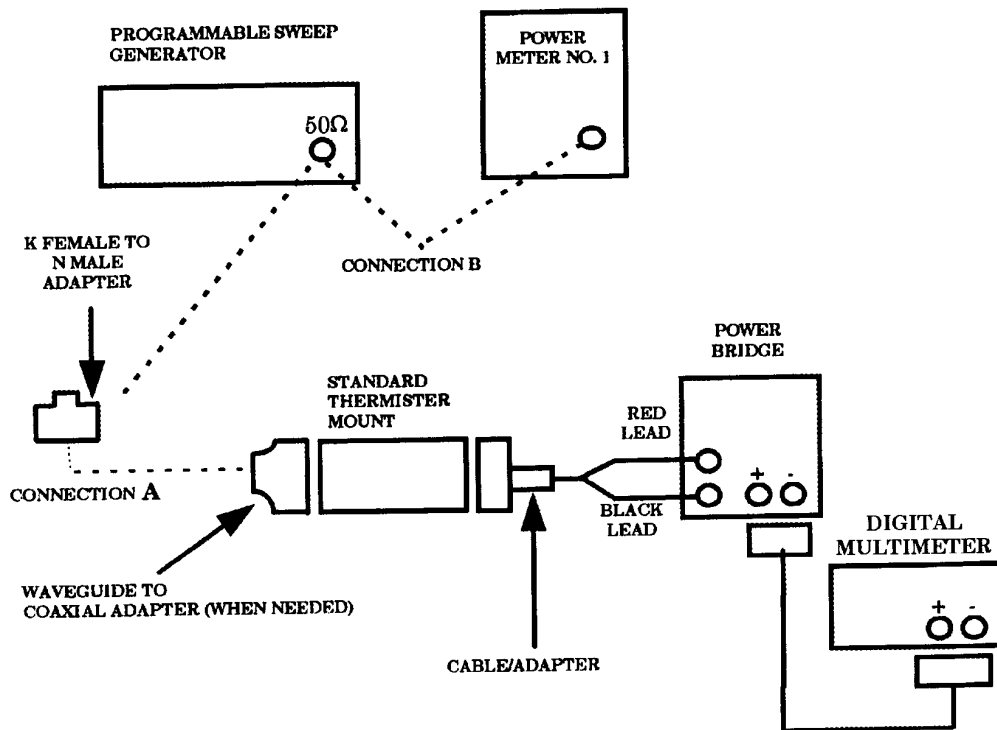 PROGRAMMABLE SWEEP
GENERATOR
50Ω
POWER
METER NO. 1
K FEMALE TO
N MALE
ADAPTER
CONNECTION B
POWER
BRIDGE
STANDARD
THERMISTER
MOUNT
RED
LEAD
+ -
CONNECTION A
BLACK
LEAD
DIGITAL
MULTIMETER
WAVEGUIDE TO
COAXIAL ADAPTER (WHEN NEEDED)
+ -
CABLE/ADAPTER